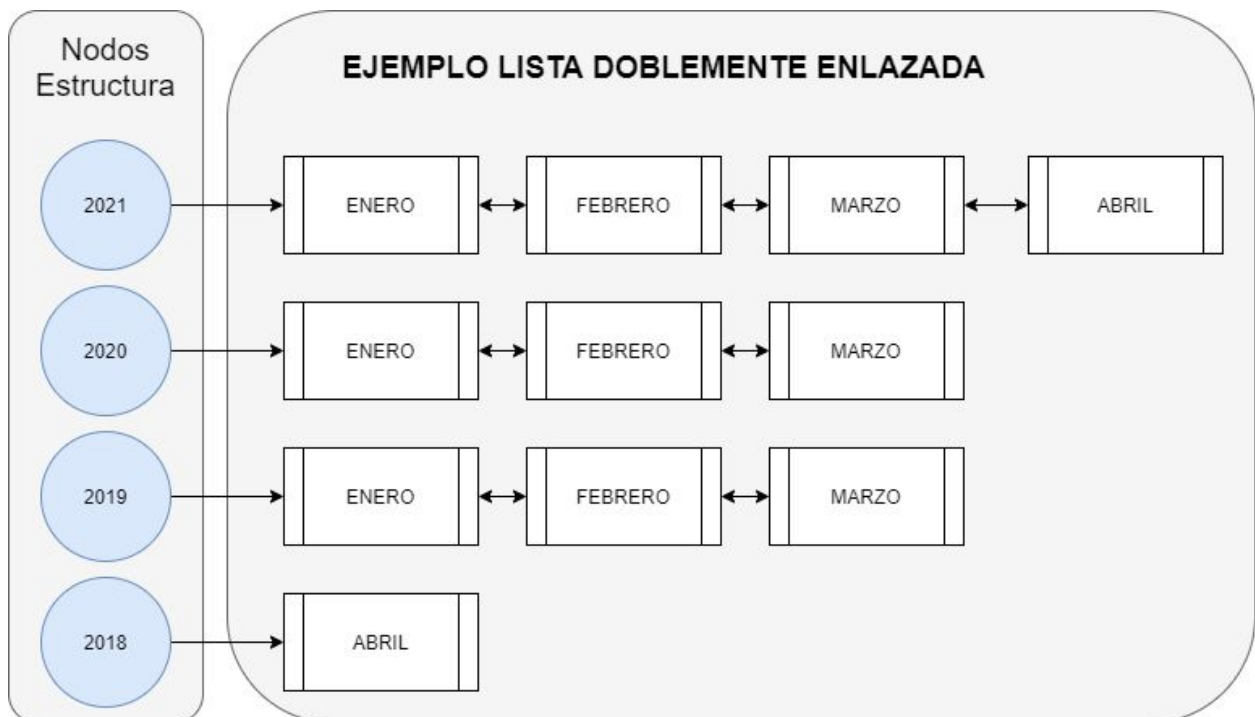 Nodos
Estructura
EJEMPLO LISTA DOBLEMENTE ENLAZADA
2021
ENERO
FEBRERO
MARZO
ABRIL
2020
ENERO
FEBRERO
MARZO
2019
ENERO
FEBRERO
MARZO
2018
ABRIL